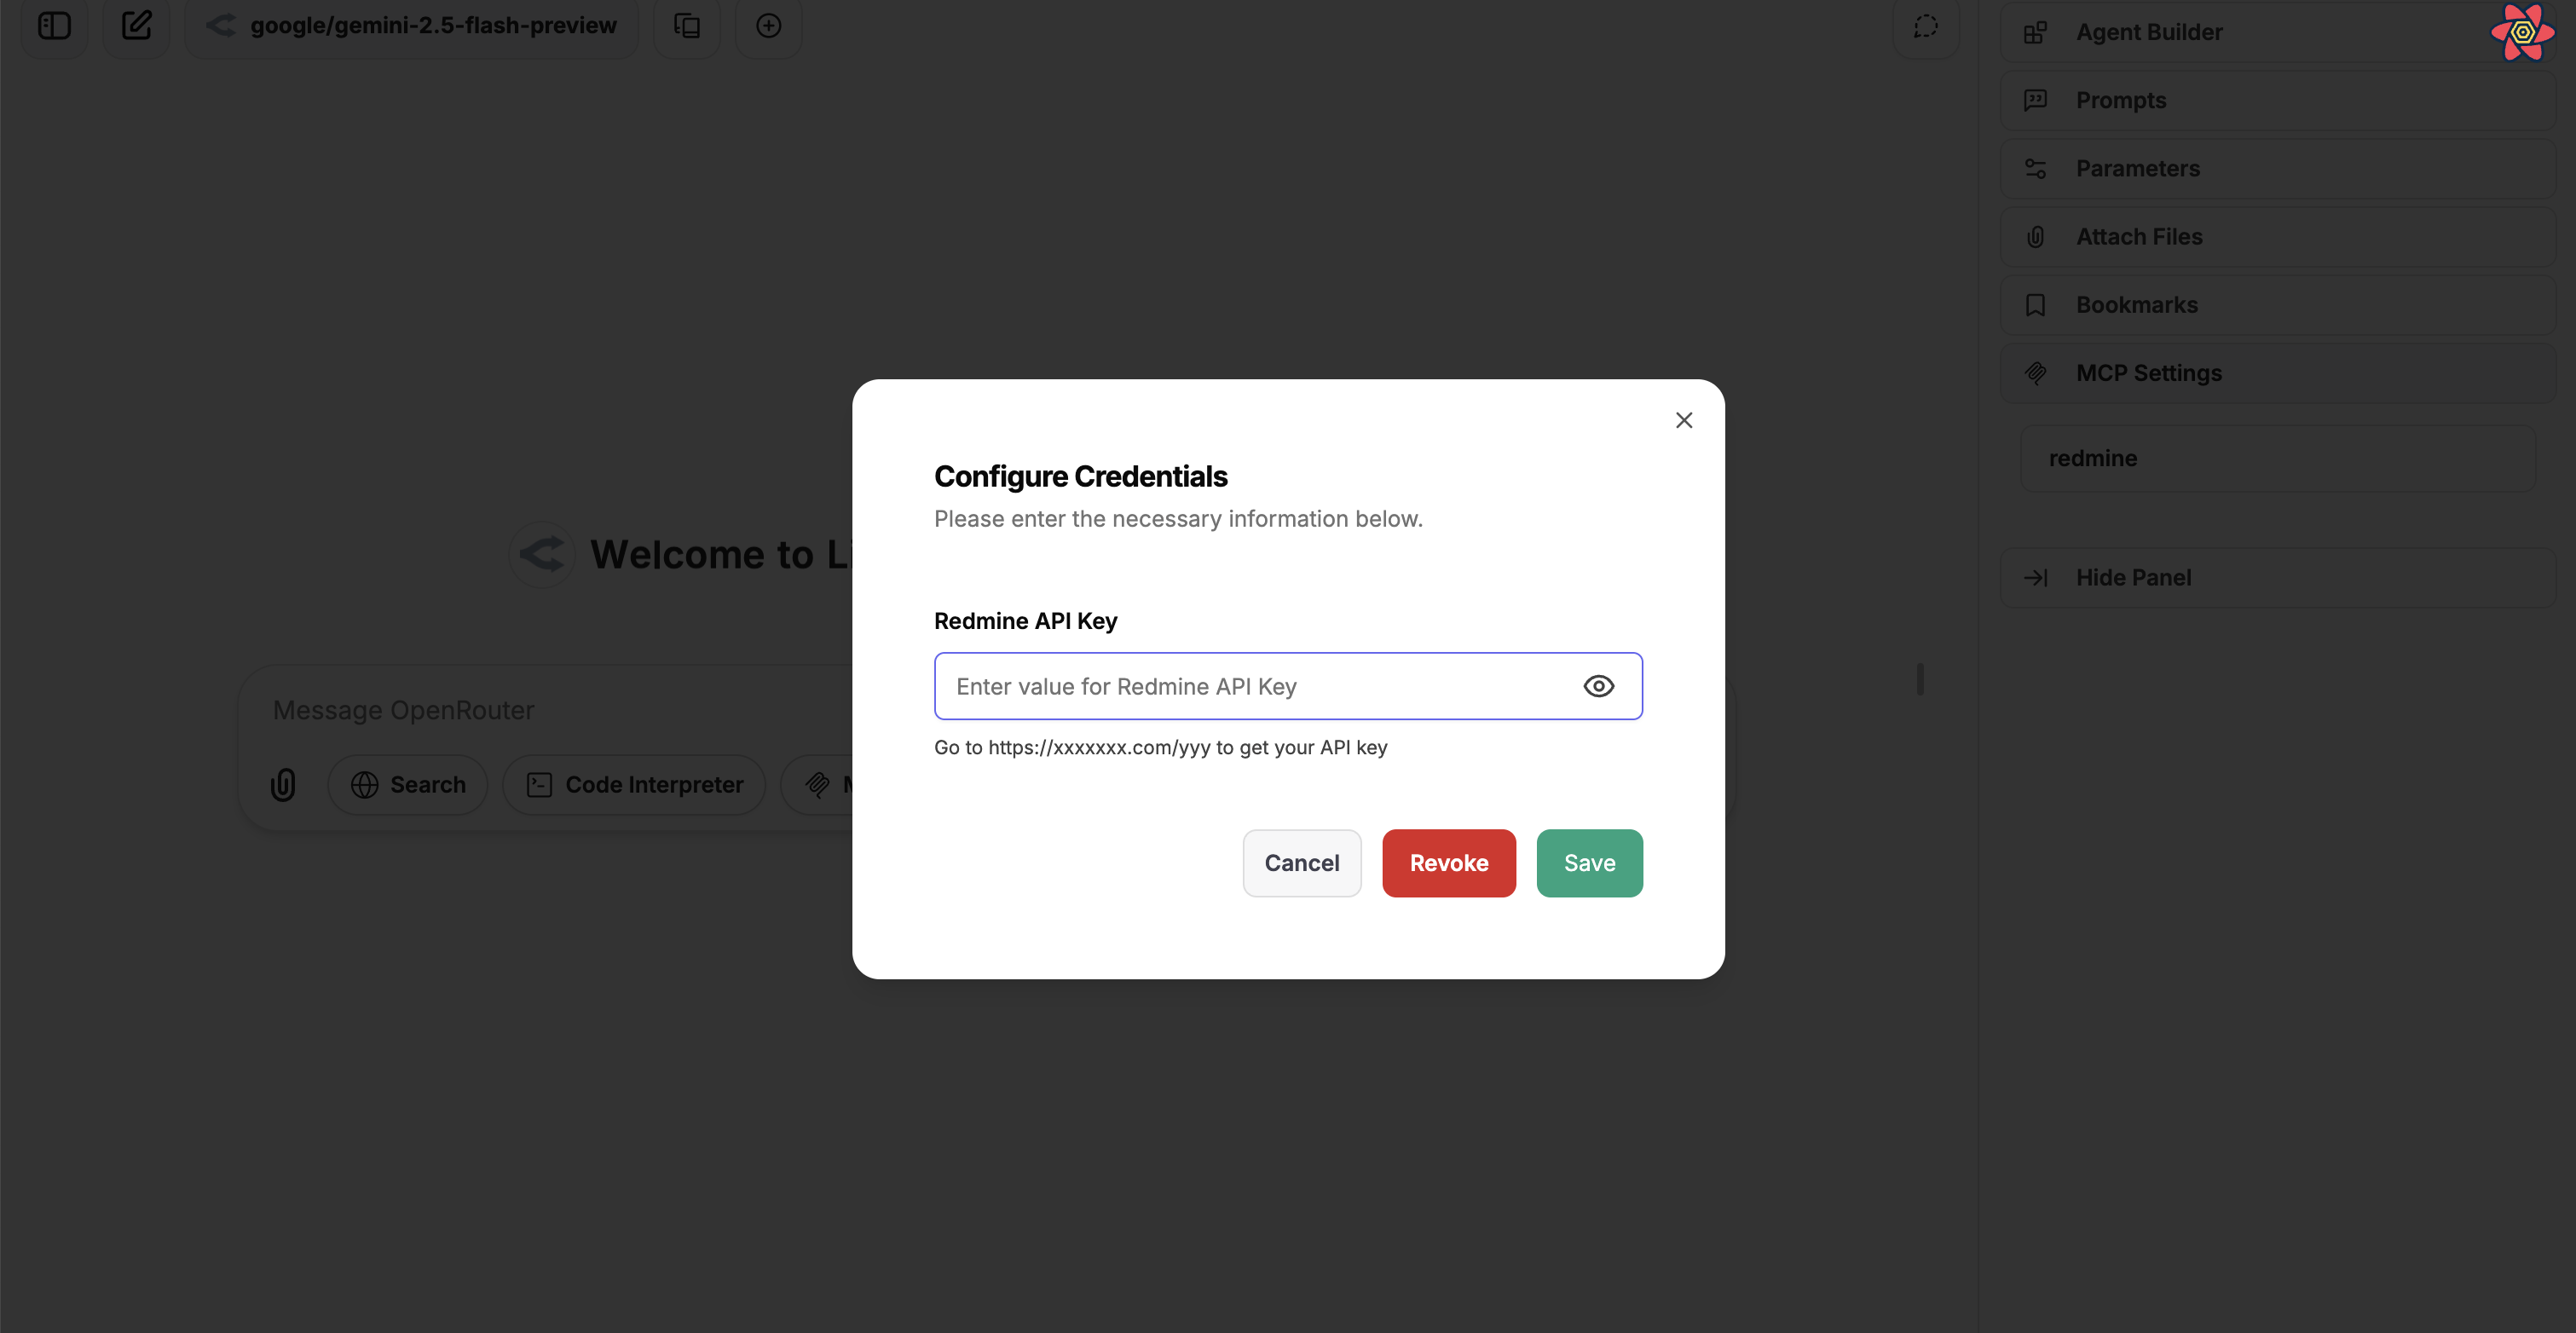 google/gemini-2.5-flash-preview
Agent Builder
Prompts
Parameters
Attach Files
Bookmarks
MCP Settings
redmine
Hide Panel
Welcome to
Message OpenRouter
Search
Code Interpreter
Configure Credentials
Please enter the necessary information below.
Redmine API Key
Enter value for Redmine API Key
Go to https://xxxxxxx.com/yyy to get your API key
Cancel
Revoke
Save